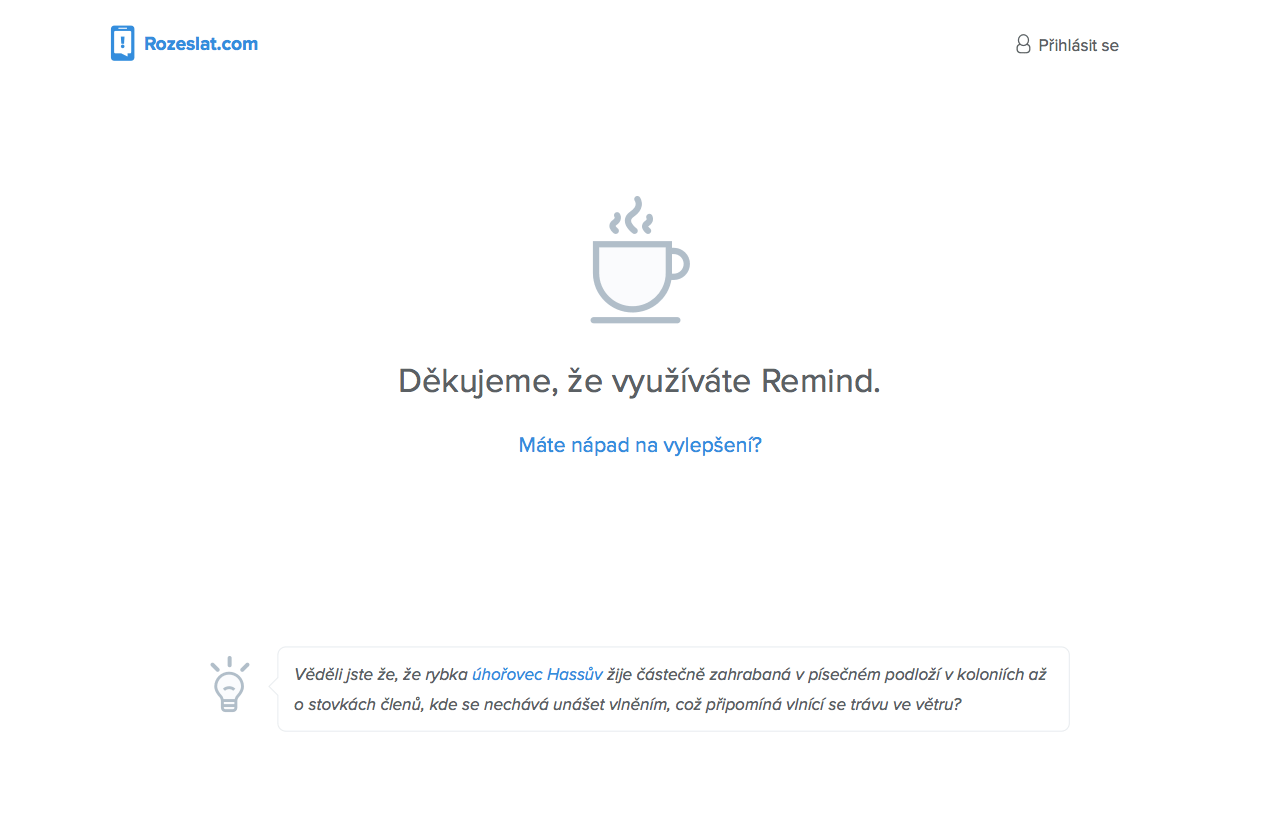 Rozeslat.com
Přihlásit se
Děkujeme, že využíváte Remind.
Máte nápad na vylepšení?
Věděli jste že, že rybka úhořovec Hassův žije částečně zahrabaná v písečném podloží v koloniích až
o stovkách členů, kde se nechává unášet vlněním, což připomíná vlnící se trávu ve větru?